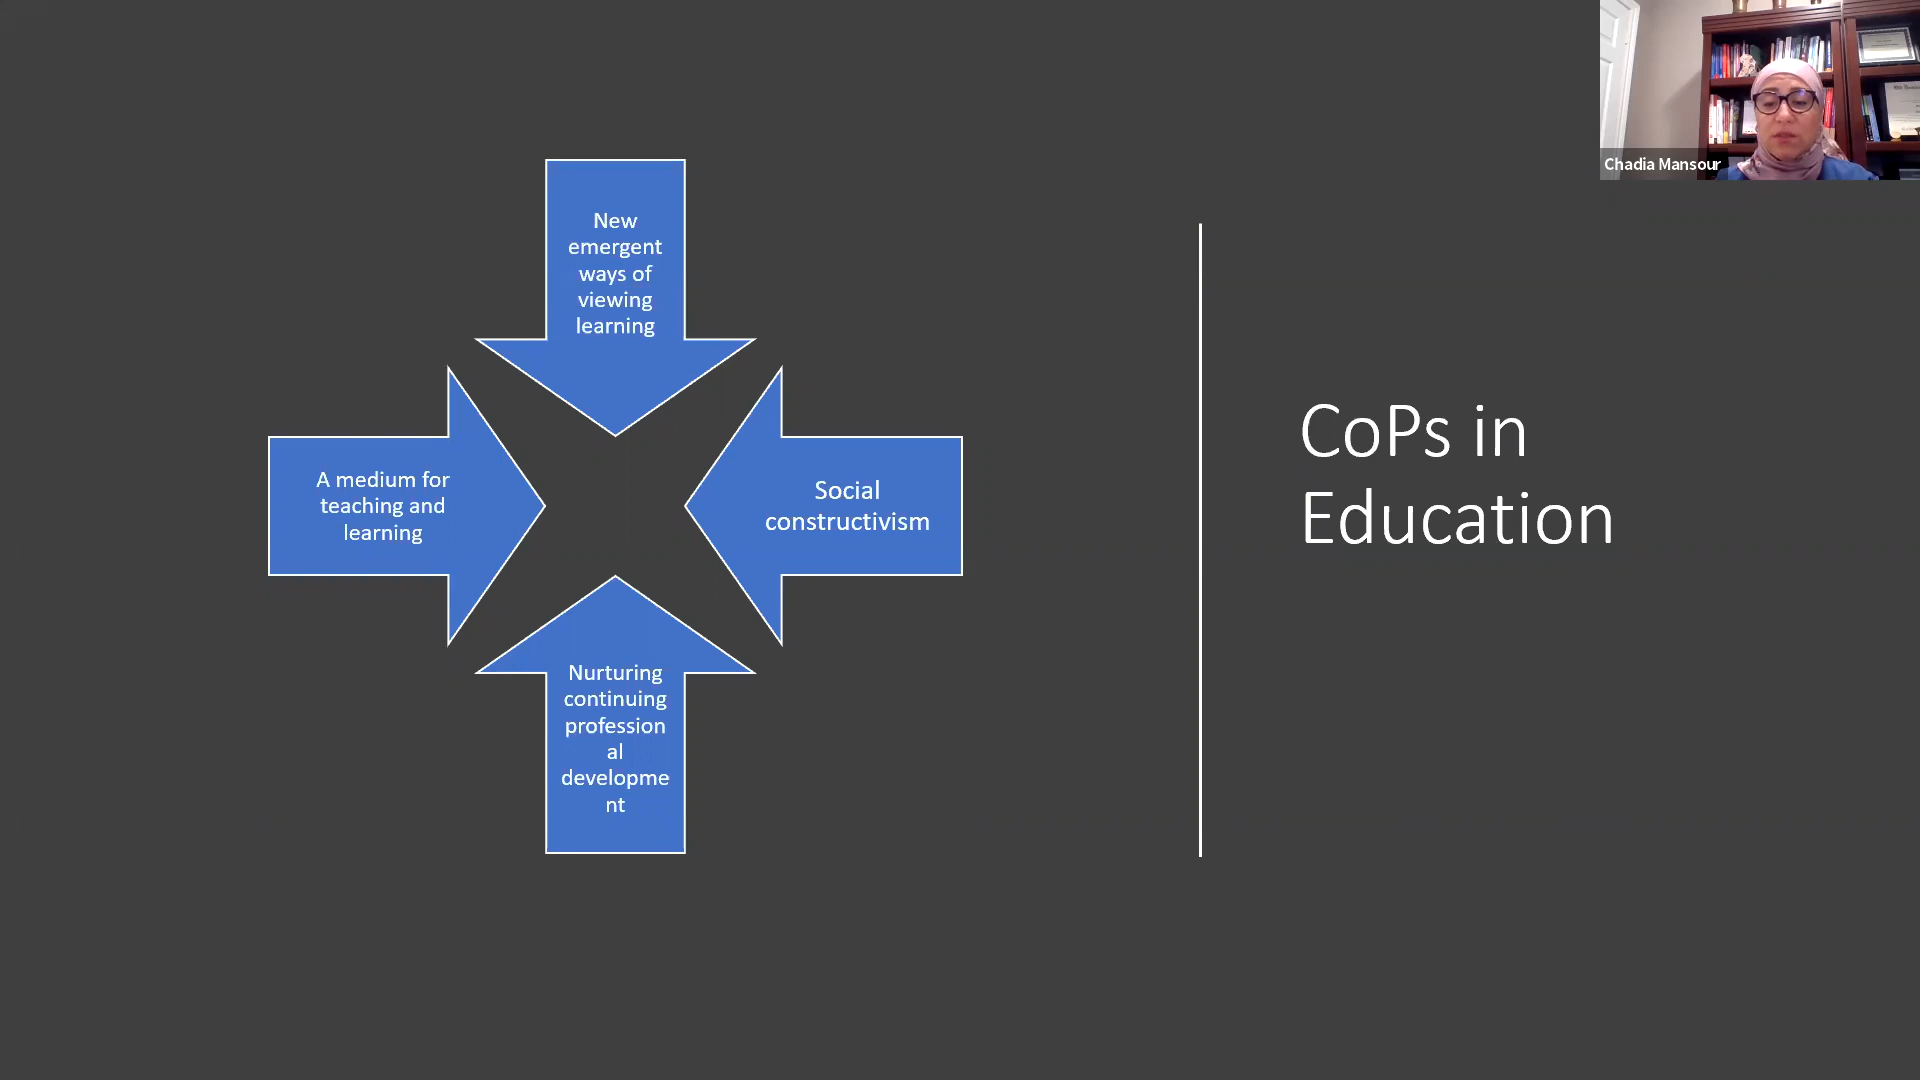 Chadia Mansour
New
emergent
ways of
viewing
learning
A medium for
teaching and
learning
Social
constructivism
Nurturing
continuing
profession
al
developme
nt
CoPs in
Education